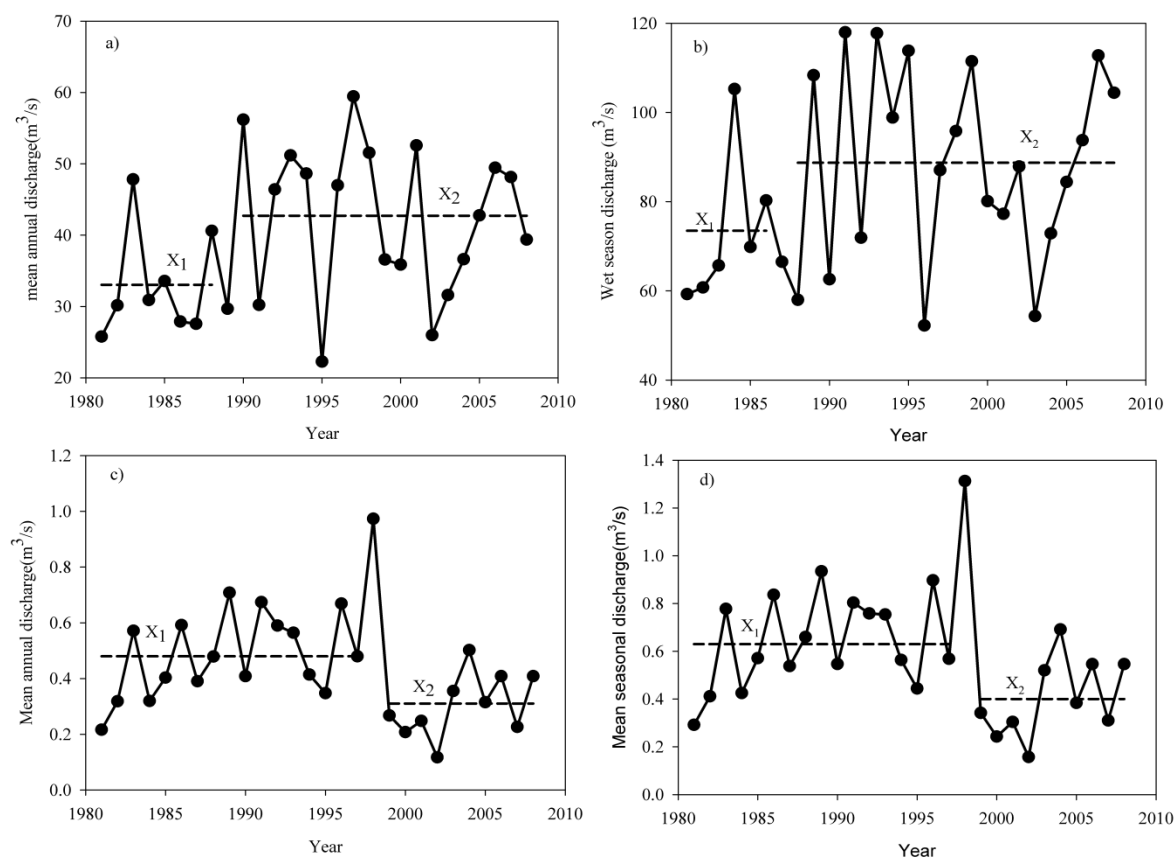 a)
mean annual discharge(m³/s)
70
60
50
40
30
20
X₁
X₂
1980 1985 1990 1995 2000 2005 2010
Year
b)
Wet season discharge (m³/s)
120
100
80
60
40
X₁
X₂
1980 1985 1990 1995 2000 2005 2010
Year
c)
Mean annual discharge(m³/s)
1.2
1.0
0.8
0.6
0.4
0.2
0.0
X₁
X₂
1980 1985 1990 1995 2000 2005 2010
Year
d)
Mean seasonal discharge(m³/s)
1.4
1.2
1.0
0.8
0.6
0.4
0.2
0.0
X₁
X₂
1980 1985 1990 1995 2000 2005 2010
Year